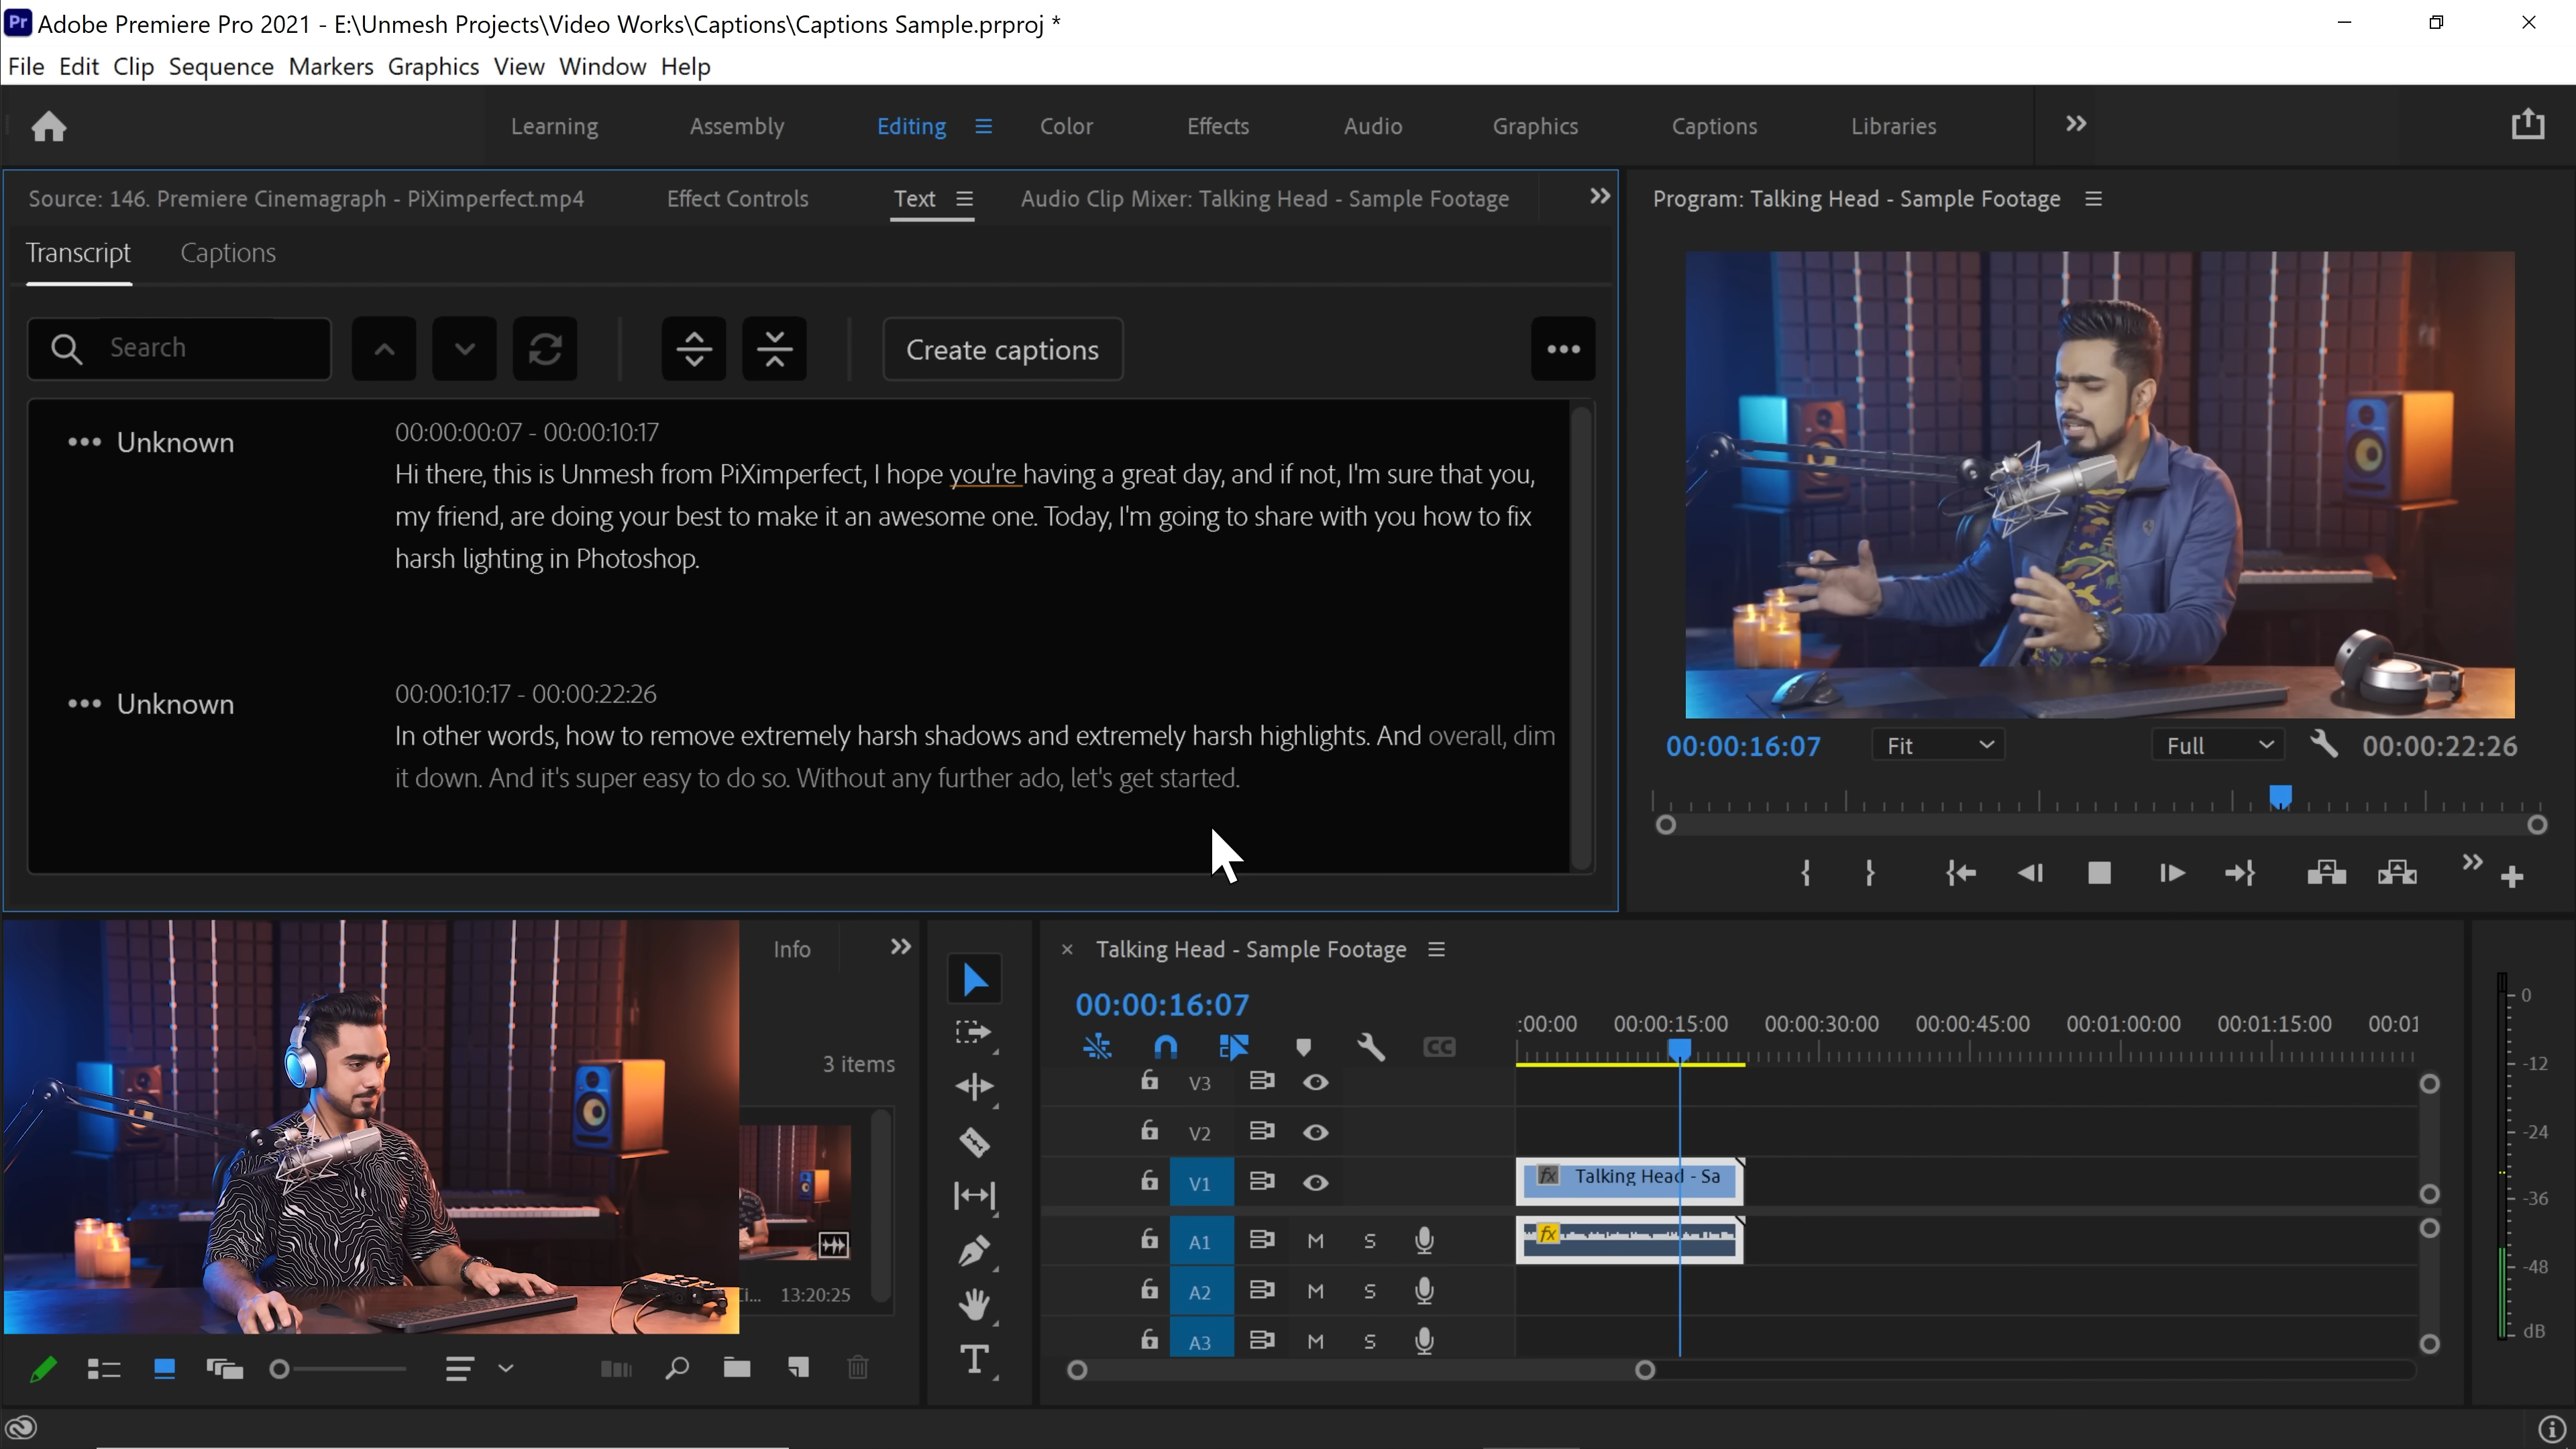 Pr Adobe Premiere Pro 2021 - E:\Unmesh Projects\Video Works\Captions\Captions Sample.prproj *
File Edit Clip Sequence Markers Graphics View Window Help
Learning Assembly Editing Color Effects Audio Graphics Captions Libraries
Source: 146. Premiere Cinemagraph - PiXimperfect.mp4 Effect Controls Text Audio Clip Mixer: Talking Head - Sample Footage
Program: Talking Head - Sample Footage
Transcript Captions
Search
Create captions
Unknown
00:00:00:07 - 00:00:10:17
Hi there, this is Unmesh from PiXimperfect, I hope you're having a great day, and if not, I'm sure that you,
my friend, are doing your best to make it an awesome one. Today, I'm going to share with you how to fix
harsh lighting in Photoshop.
Unknown
00:00:10:17 - 00:00:22:26
In other words, how to remove extremely harsh shadows and extremely harsh highlights. And overall, dim
it down. And it's super easy to do so. Without any further ado, let's get started.
00:00:16:07 Fit Full 00:00:22:26
Info
3 items
13:20:25
Talking Head - Sample Footage
00:00:16:07
:00:00 00:00:15:00 00:00:30:00 00:00:45:00 00:01:00:00 00:01:15:00 00:01
CC
V3
V2
V1 fx Talking Head - Sa
A1 M S fx
A2 M S
A3 M S
T
0
-12
-24
-36
-48
dB